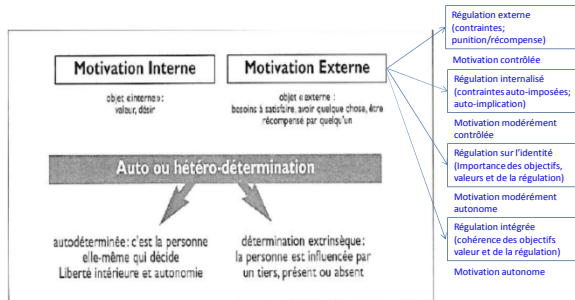 Motivation Interne
objet «interne»:
valeur, désir
Motivation Externe
objet « externe :
besoins à satisfaire, avoir quelque chose, être
récompensé par quelqu'un
Auto ou hétéro-détermination
autodéterminée: c'est la personne
elle-même qui décide
Liberté intérieure et autonomie
détermination extrinsèque:
la personne est influencée par
un tiers, présent ou absent
Régulation externe
(contraintes;
punition/récompense)
Motivation contrôlée
Régulation internalisé
(contraintes auto-imposées;
auto-implication)
Motivation modérément
contrôlée
Régulation sur l'identité
(Importance des objectifs,
valeurs et de la régulation)
Motivation modérément
autonome
Régulation intégrée
(cohérence des objectifs
valeur et de la régulation)
Motivation autonome